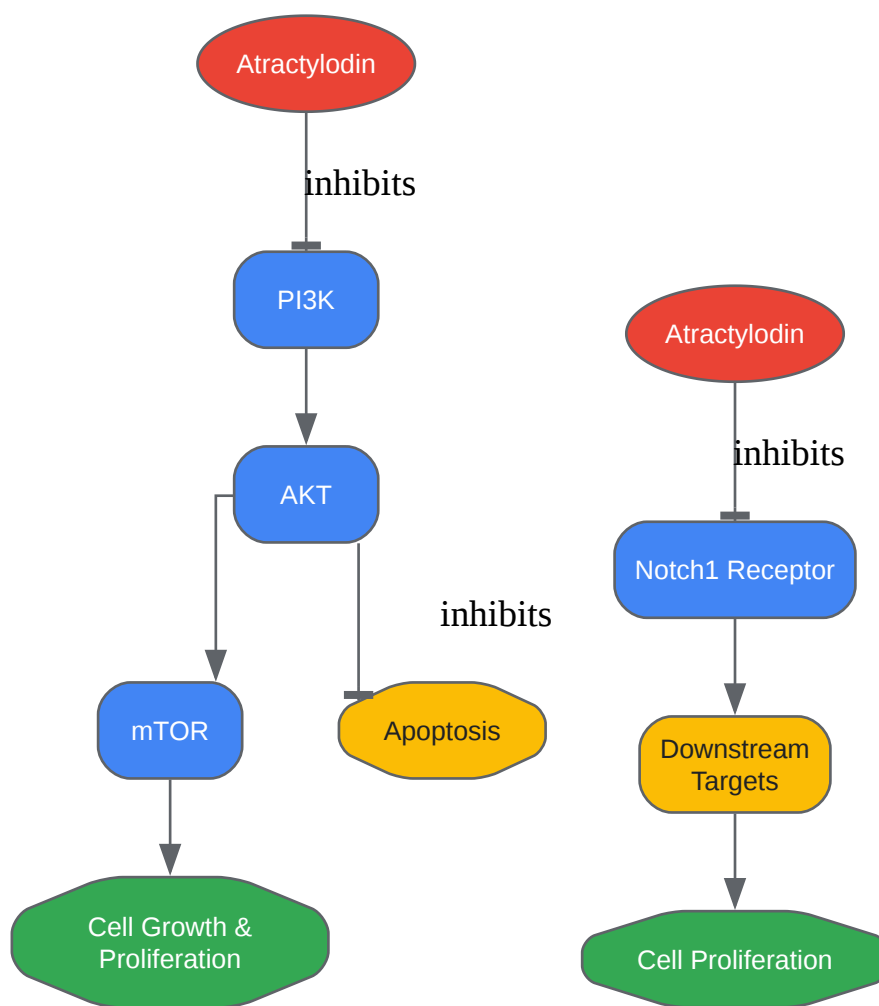 Atractylodin
inhibits
PI3K
AKT
inhibits
mTOR
Apoptosis
Cell Growth &
Proliferation
Atractylodin
inhibits
Notch1 Receptor
Downstream
Targets
Cell Proliferation